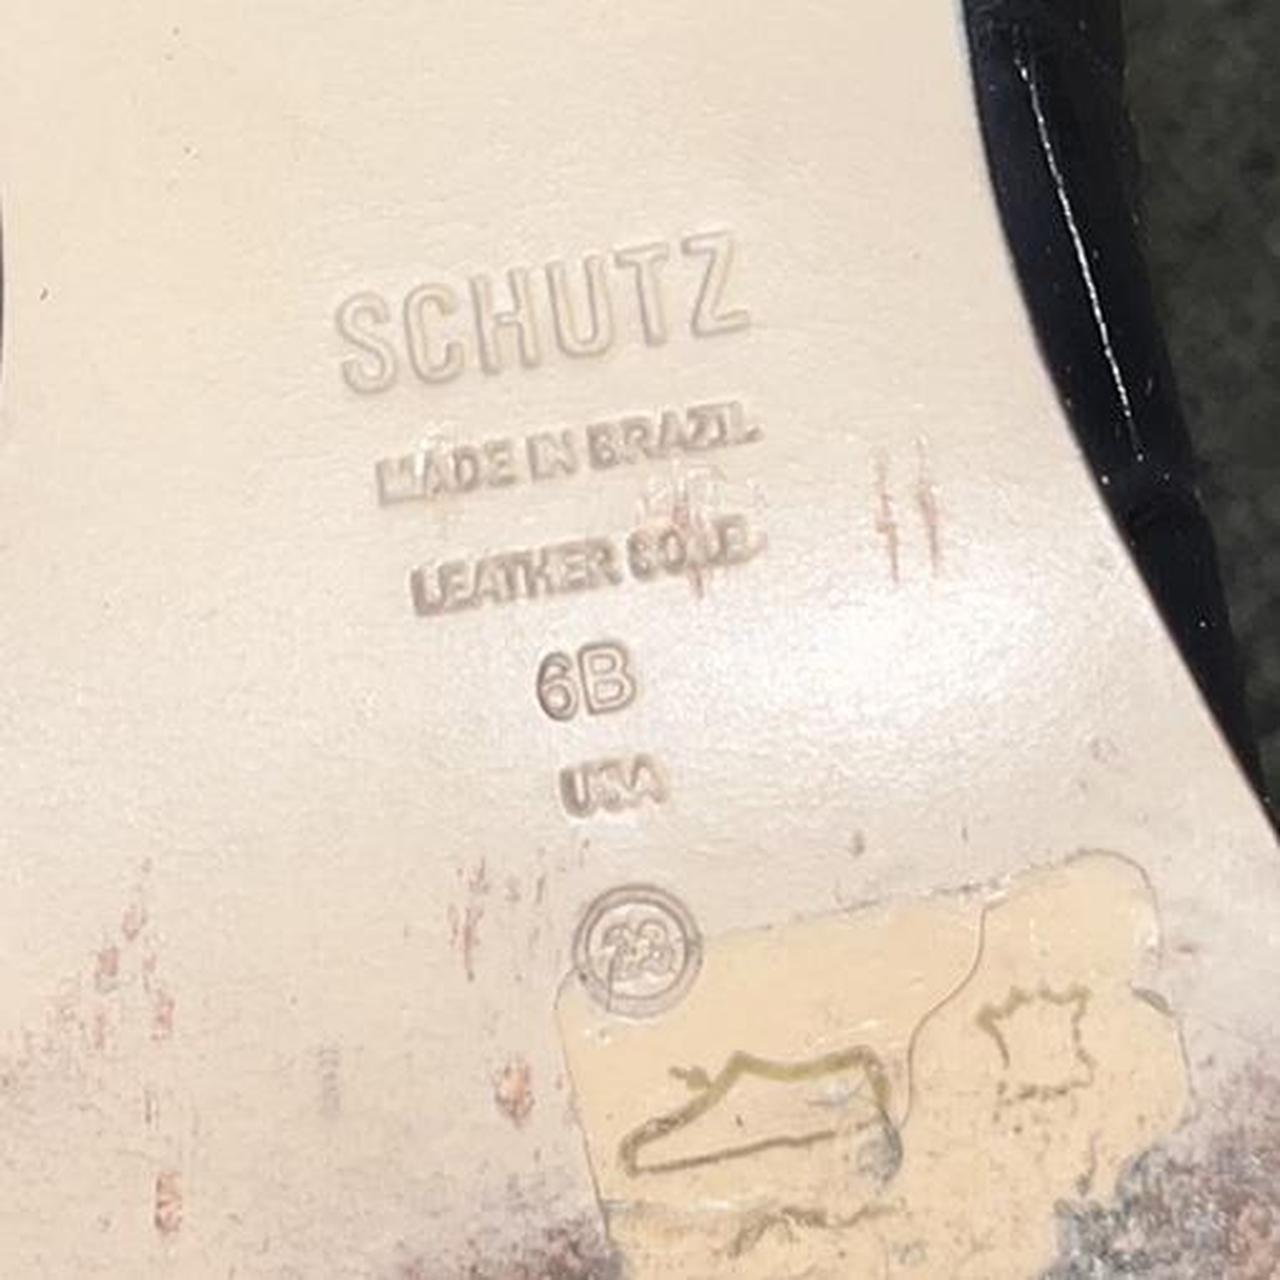 SCHUTZ
MADE IN BRAZIL
LEATHER SOLE
6B
USA
23